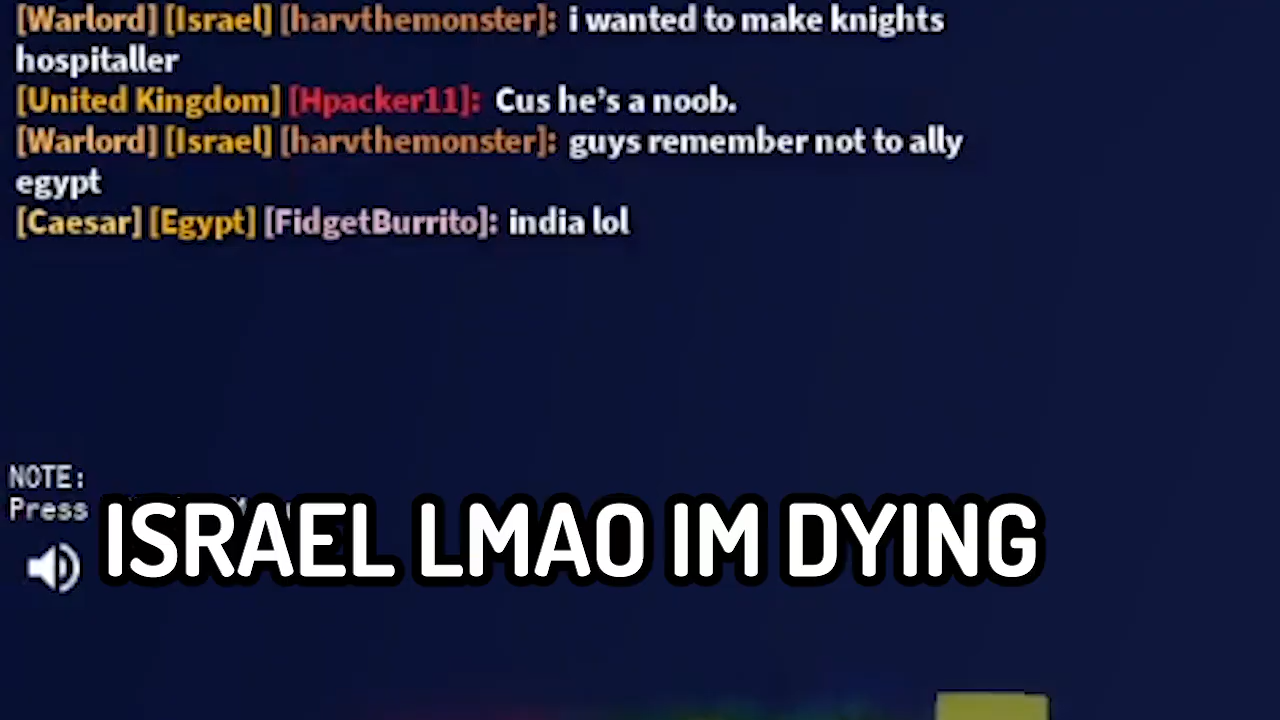 [Warlord] [Israel] [harvthemonster]: i wanted to make knights
hospitaller
[United Kingdom] [Hpacker11]: Cus he's a noob.
[Warlord] [Israel] [harvthemonster]: guys remember not to ally
egypt
[Caesar] [Egypt] [FidgetBurrito]: india lol
NOTE:
Press
ISRAEL LMAO IM DYING